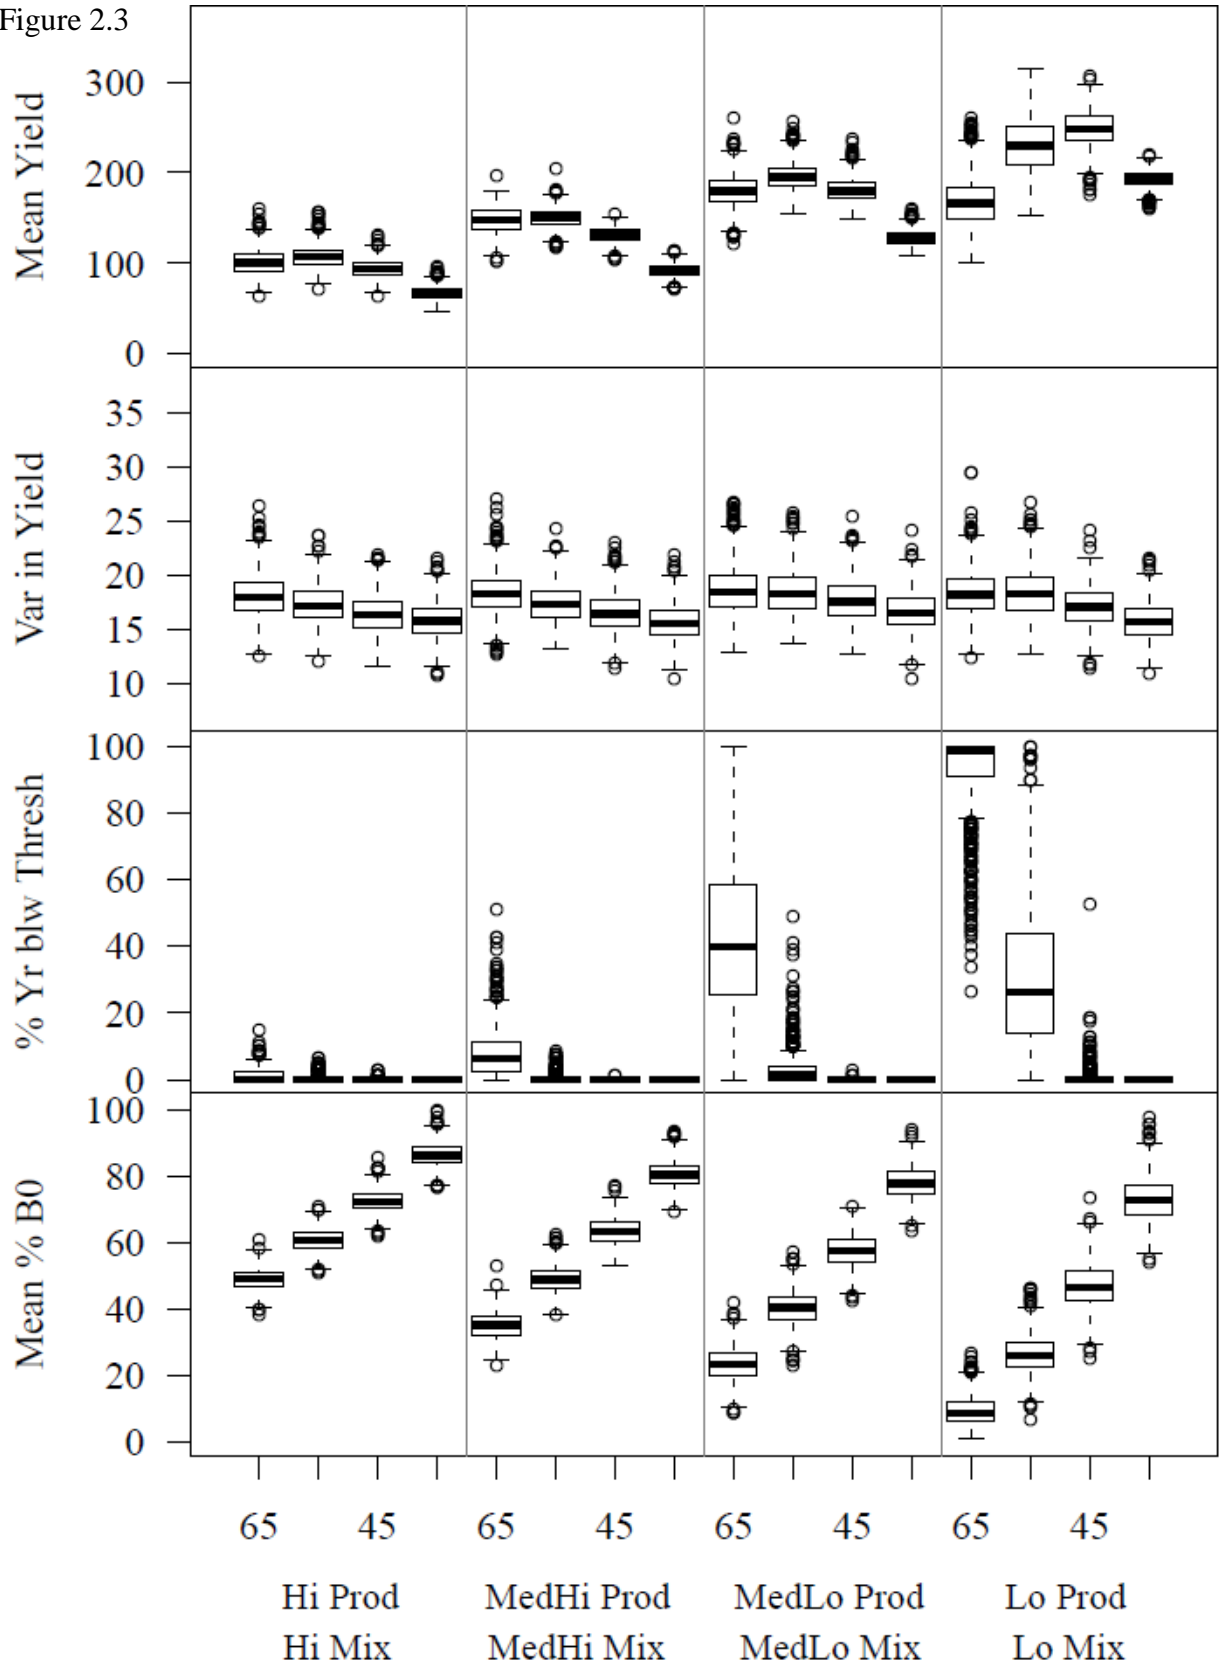 Figure 2.3
Mean Yield
300
200
100
0
Var in Yield
35
30
25
20
15
10
% Yr blw Thresh
100
80
60
40
20
0
Mean % B0
100
80
60
40
20
0
65 45 65 45 65 45 65 45
Hi Prod MedHi Prod MedLo Prod Lo Prod
Hi Mix MedHi Mix MedLo Mix Lo Mix